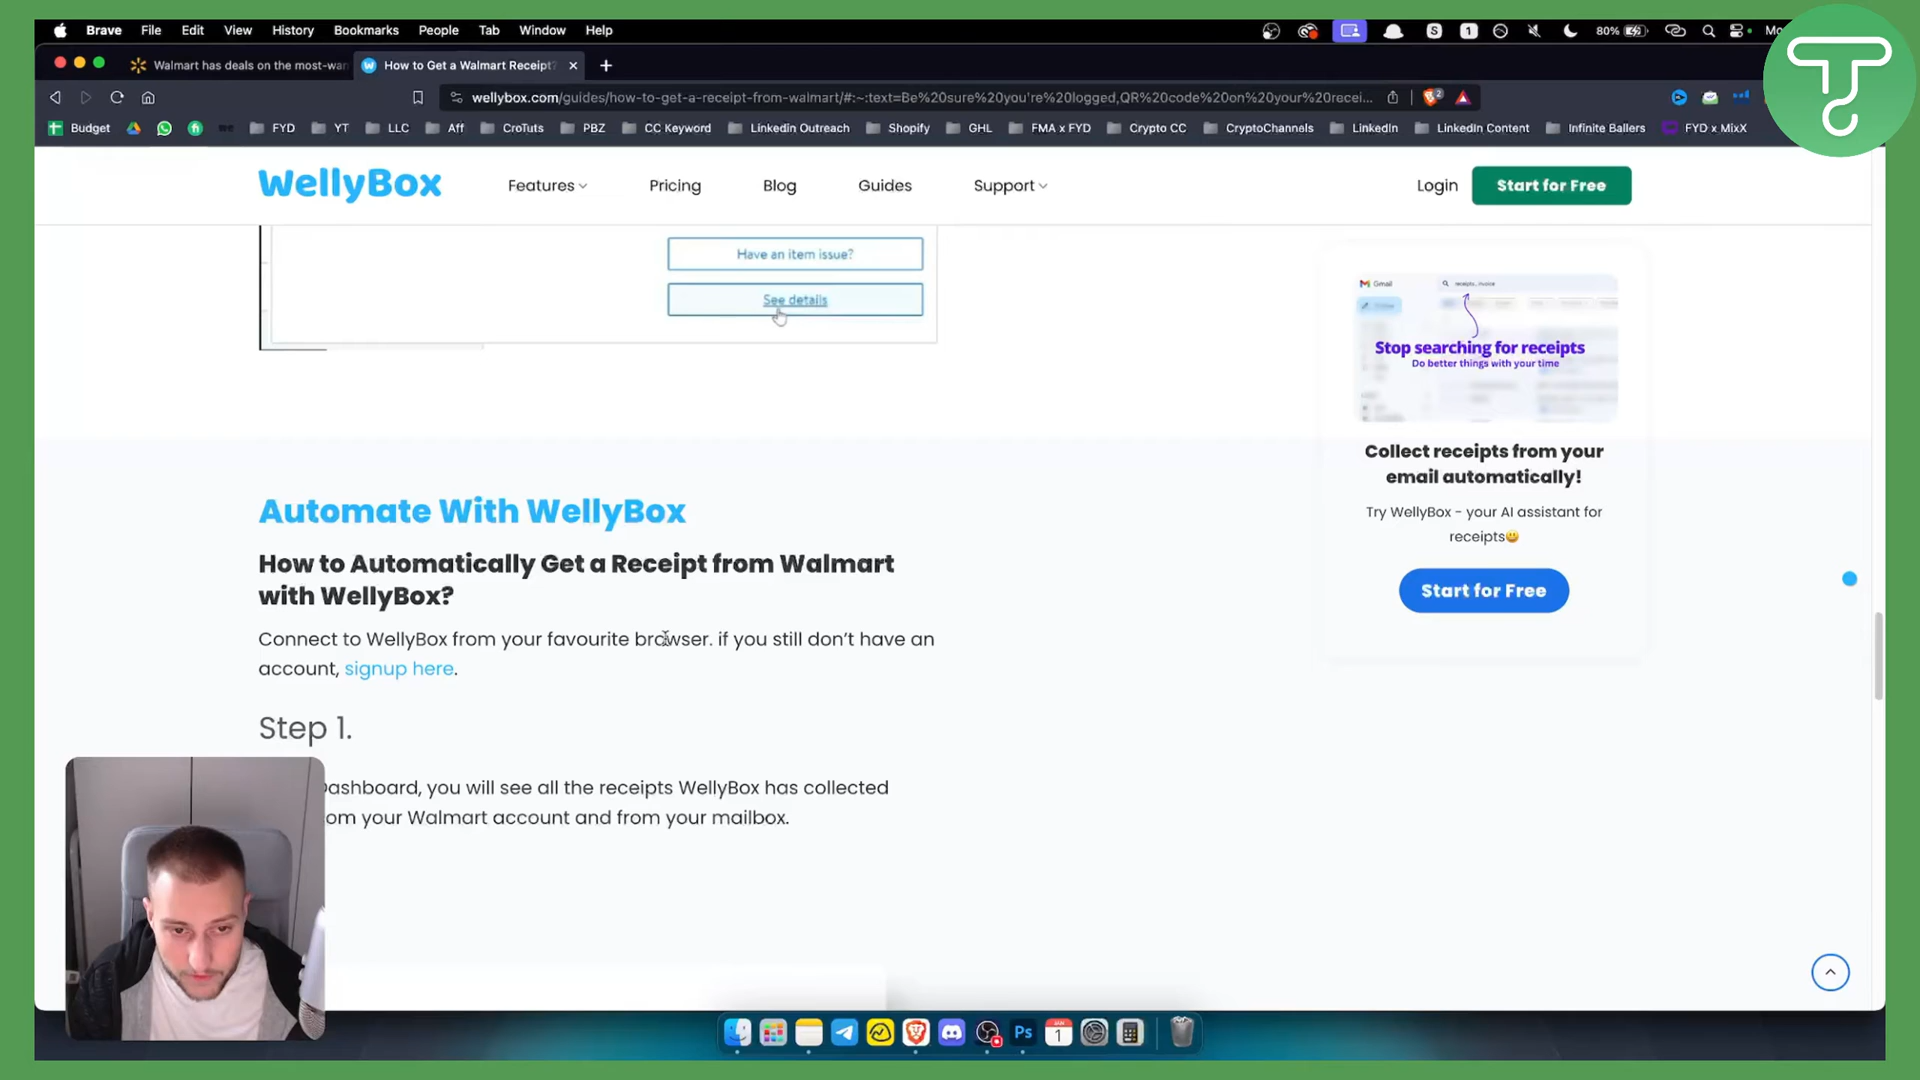 Brave File Edit View History Bookmarks People Tab Window Help
80%
Walmart has deals on the most-wan
How to Get a Walmart Receipt?
wellybox.com/guides/how-to-get-a-receipt-from-walmart/#:~:text=Be%20sure%20you're%20logged,QR%20code%20on%20your%20recei...
Budget FYD YT LLC Aff CroTuts PBZ CC Keyword Linkedin Outreach Shopify GHL FMA x FYD Crypto CC CryptoChannels LinkedIn LinkedIn Content Infinite Ballers FYD x MixX
WellyBox
Features Pricing Blog Guides Support
Login Start for Free
Have an item issue?
See details
Gmail
receipts, invoice
Stop searching for receipts
Do better things with your time
Collect receipts from your
email automatically!
Try WellyBox - your AI assistant for
receipts😀
Start for Free
Automate With WellyBox
How to Automatically Get a Receipt from Walmart
with WellyBox?
Connect to WellyBox from your favourite browser. if you still don't have an
account, signup here.
Step 1.
Dashboard, you will see all the receipts WellyBox has collected
om your Walmart account and from your mailbox.
JAN
1
Ps